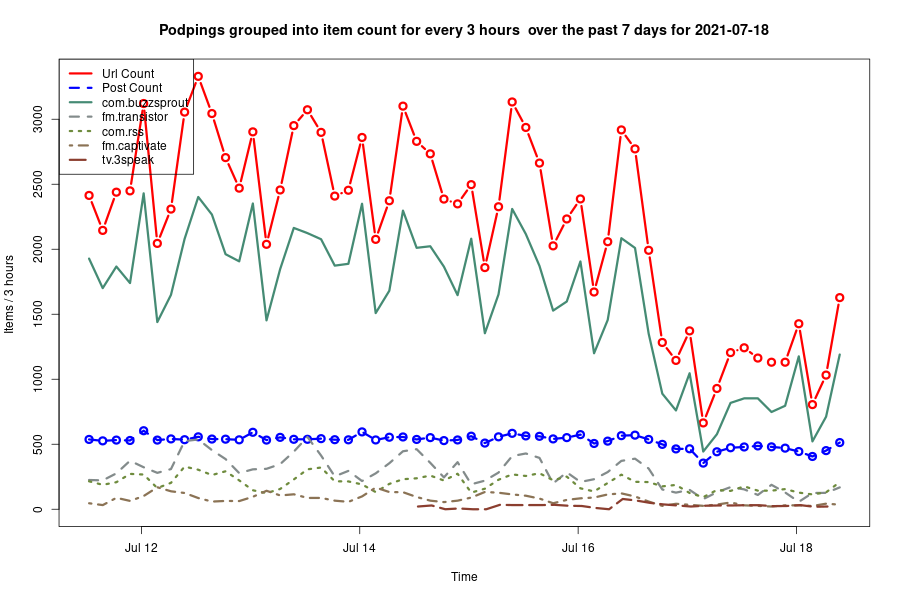 Podpings grouped into item count for every 3 hours  over the past 7 days for 2021-07-18
Url Count
Post Count
com.buzzsprout
fm.transistor
com.rss
fm.captivate
tv.3speak
Items / 3 hours
3000
2500
2000
1500
1000
500
0
Jul 12
Jul 14
Jul 16
Jul 18
Time